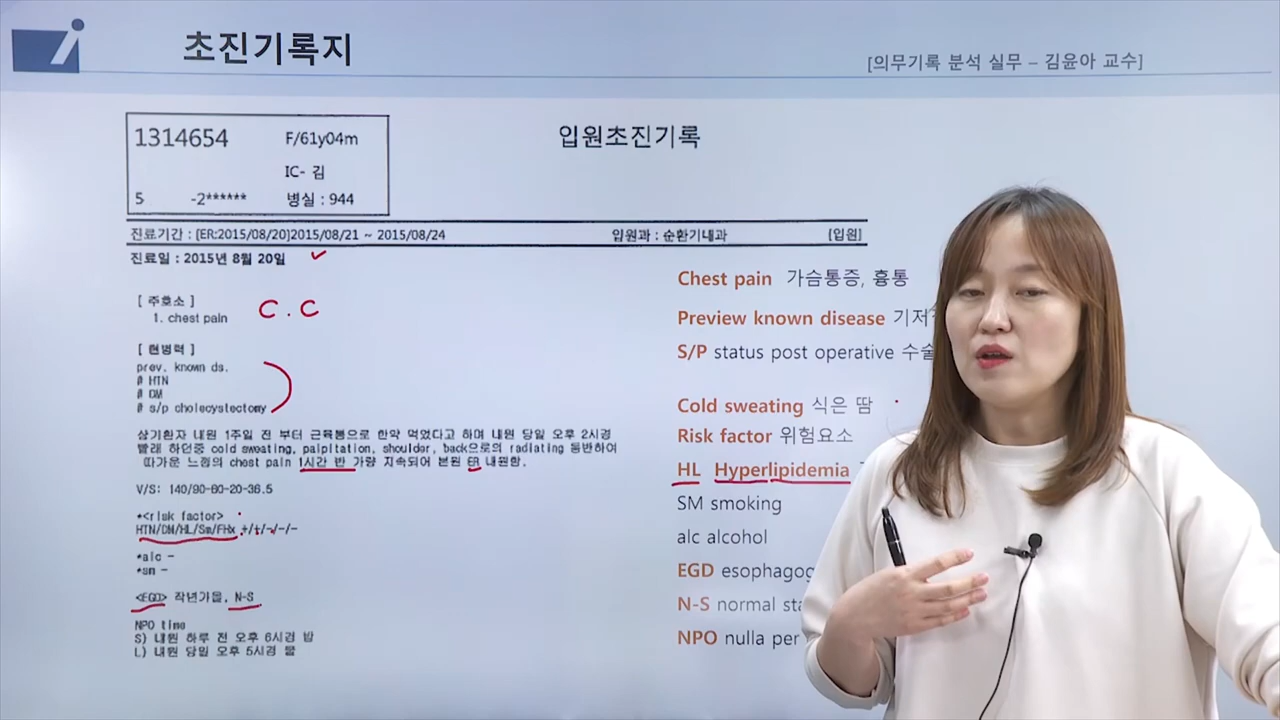 초진기록지
[의무기록 분석 실무 – 김윤아 교수]
1314654 F/61y04m
IC- 김
5 -2****** 병실 : 944
입원초진기록
진료기간 : [ER:2015/08/20]2015/08/21 ~ 2015/08/24 입원과 : 순환기내과 [입원]
진료일 : 2015년 8월 20일
[ 주호소 ]
1. chest pain
C.C
[ 현병력 ]
prev. known ds.
# HTN
# DM
# s/p cholecystectomy
상기환자 내원 1주일 전 부터 근육통으로 한약 먹었다고 하며 내원 당일 오후 2시경
빨래 하던중 cold sweating, palpitation, shoulder, back으로의 radiating 동반하여
따가운 느낌의 chest pain 1시간 반 가량 지속되어 본원 ER 내원함.
V/S: 140/90-60-20-36.5
*<risk factor>
HTN/DM/HL/Sm/FHx +/+/-/-/-
*alc -
*sm -
<EGD> 작년가을, N-S
NPO time
S) 내원 하루 전 오후 6시경 밥
L) 내원 당일 오후 5시경 물
Chest pain 가슴통증, 흉통
Preview known disease
S/P status post operative
Cold sweating 식은 땀
Risk factor 위험요소
HL Hyperlipidemia
SM smoking
alc alcohol
EGD
N-S normal
NPO nulla per